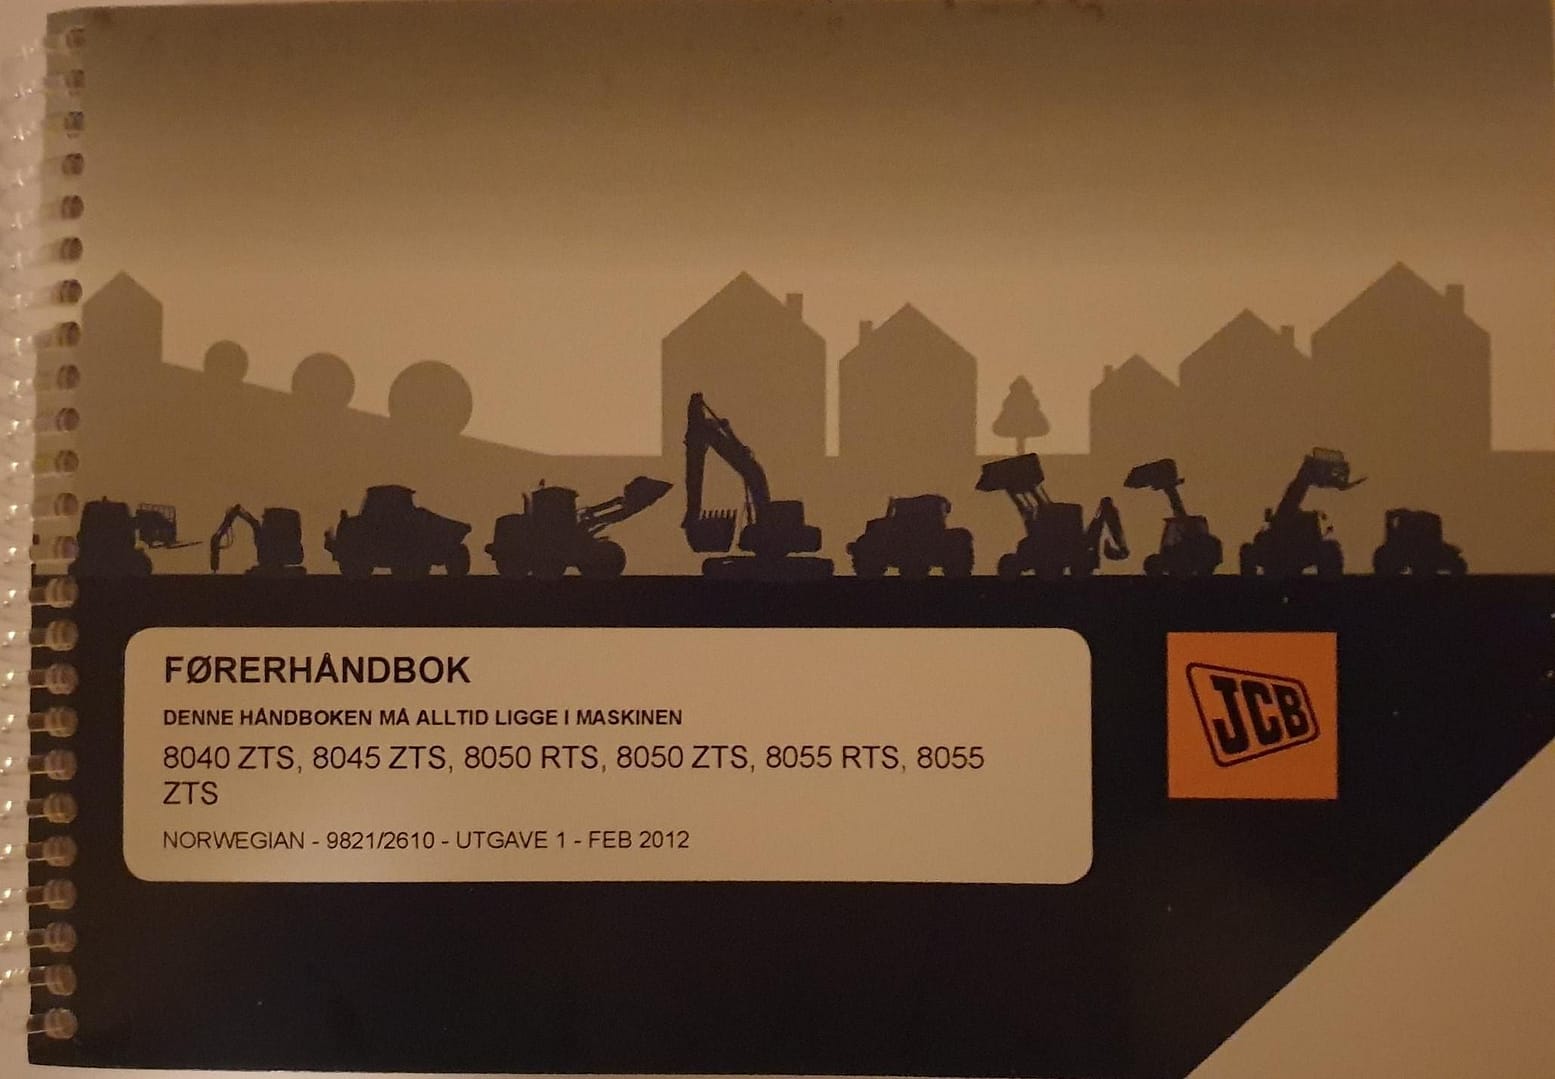 FØRERHÅNDBOK
DENNE HÅNDBOKEN MÅ ALLTID LIGGE I MASKINEN
8040 ZTS, 8045 ZTS, 8050 RTS, 8050 ZTS, 8055 RTS, 8055
ZTS
NORWEGIAN - 9821/2610 - UTGAVE 1 - FEB 2012
JCB